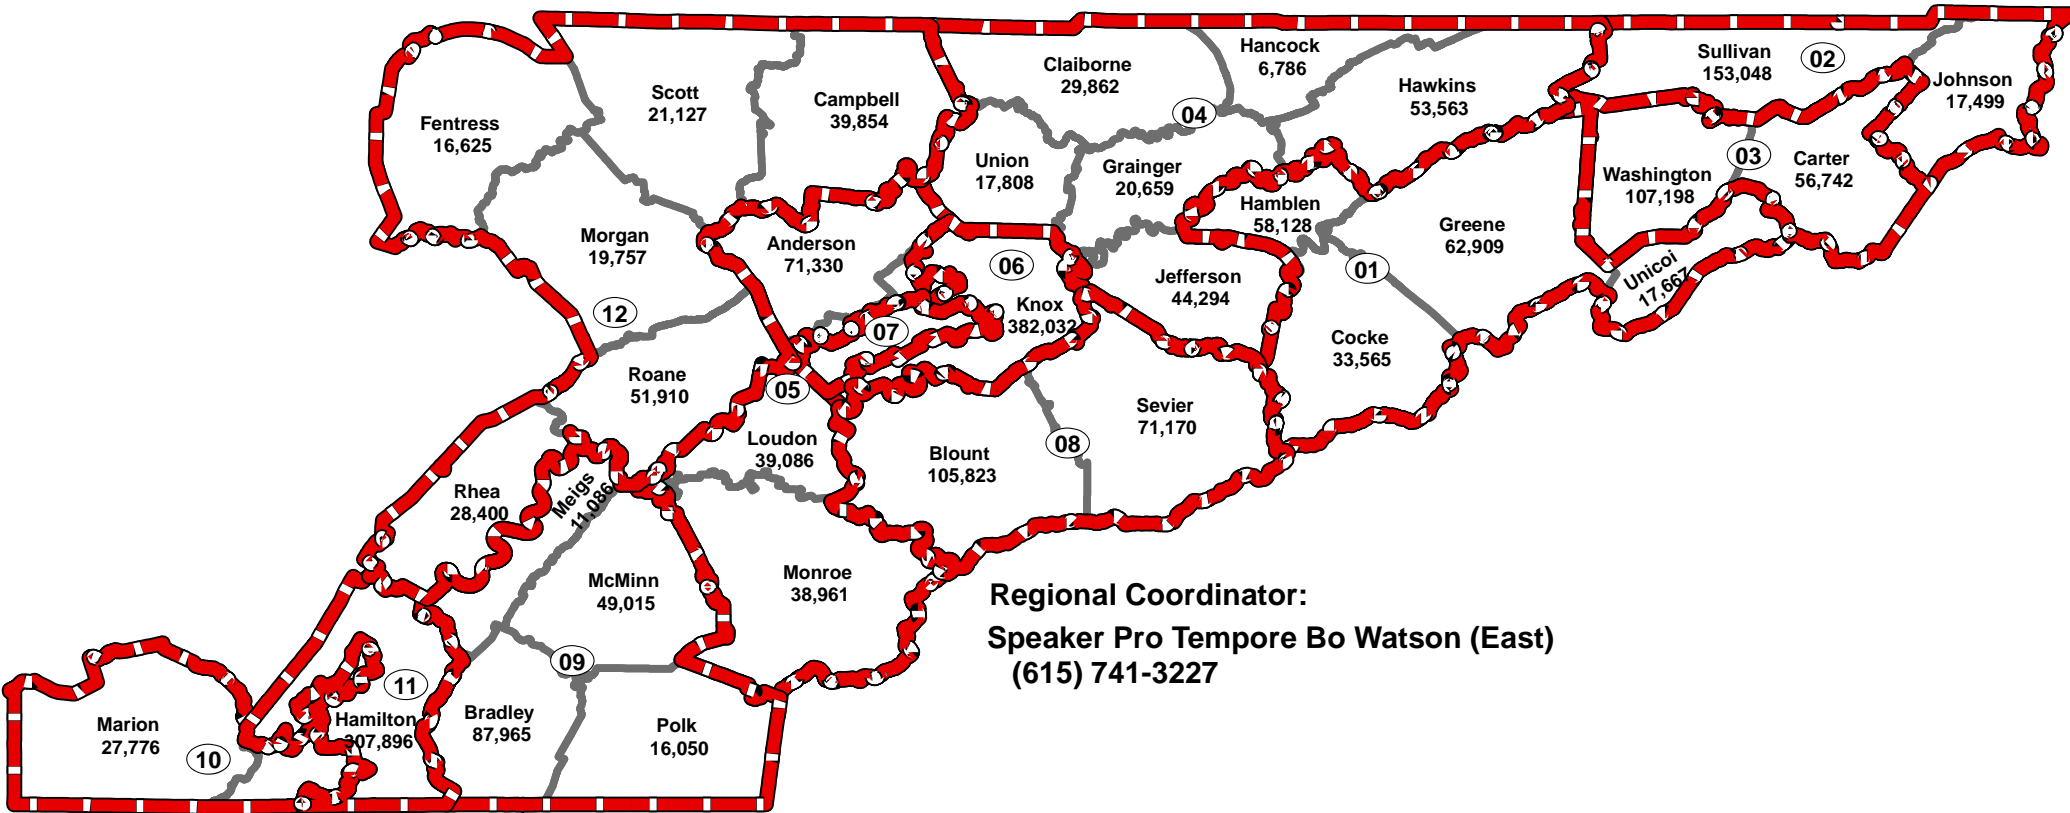 Hancock
6,786
Sullivan
153,048
02
Claiborne
29,862
Johnson
17,499
Hawkins
53,563
Scott
21,127
Campbell
39,854
04
Fentress
16,625
Union
17,808
Grainger
20,659
03
Carter
56,742
Washington
107,198
Hamblen
58,128
Greene
62,909
Morgan
19,757
Anderson
71,330
06
01
Unicoi
17,667
Jefferson
44,294
Knox
382,032
12
07
Cocke
33,565
Roane
51,910
05
Sevier
71,170
Loudon
39,086
08
Blount
105,823
Rhea
28,400
Meigs
11,086
McMinn
49,015
Monroe
38,961
Regional Coordinator:
Speaker Pro Tempore Bo Watson (East)
(615) 741-3227
09
11
Hamilton
307,896
Bradley
87,965
Polk
16,050
Marion
27,776
10